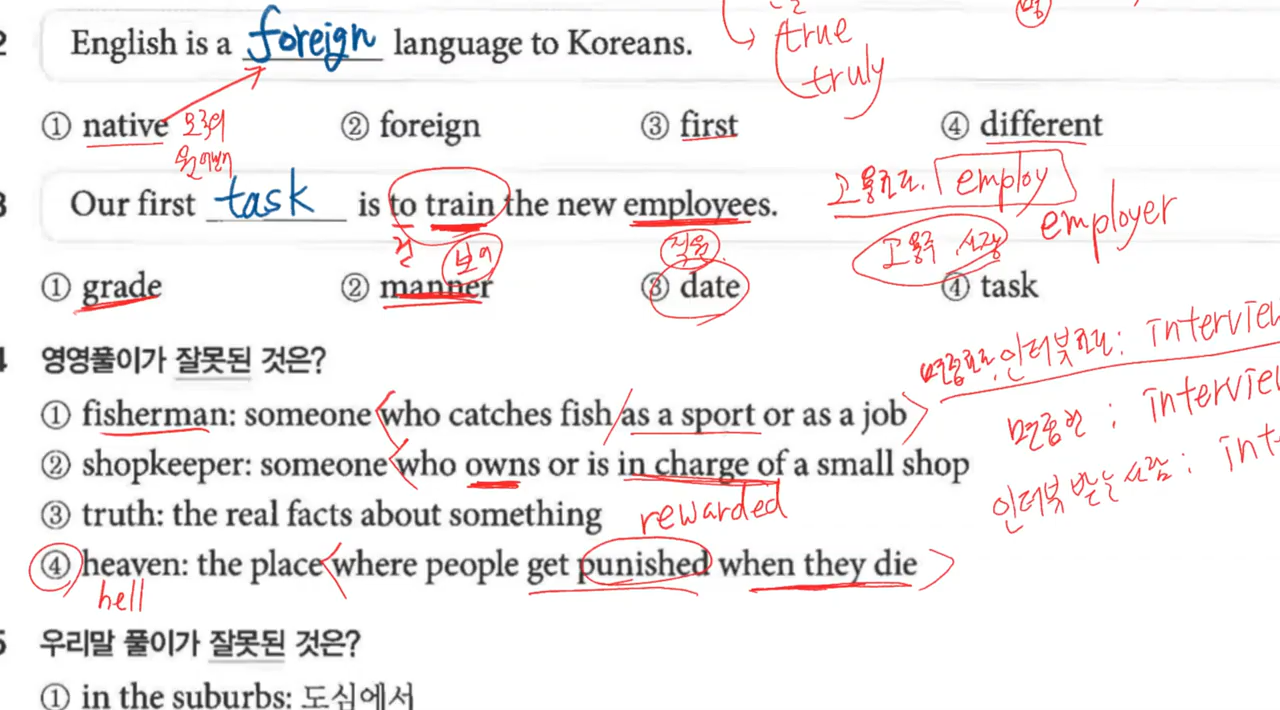 true
truly
2 English is a foreign language to Koreans.
① native ② foreign ③ first ④ different
모국의
원어민의
고용하다. employ
3 Our first task is to train the new employees.
employer
것 보어 직음. 고용주. 사장
① grade ② manner ③ date ④ task
4 영영풀이가 잘못된 것은?
인터뷰하다: interview
① fisherman: someone who catches fish as a sport or as a job
면접관 ; interview
② shopkeeper: someone who owns or is in charge of a small shop
인터뷰 받는 사람 : int
③ truth: the real facts about something
rewarded
④ heaven: the place where people get punished when they die
hell
5 우리말 풀이가 잘못된 것은?
① in the suburbs: 도심에서